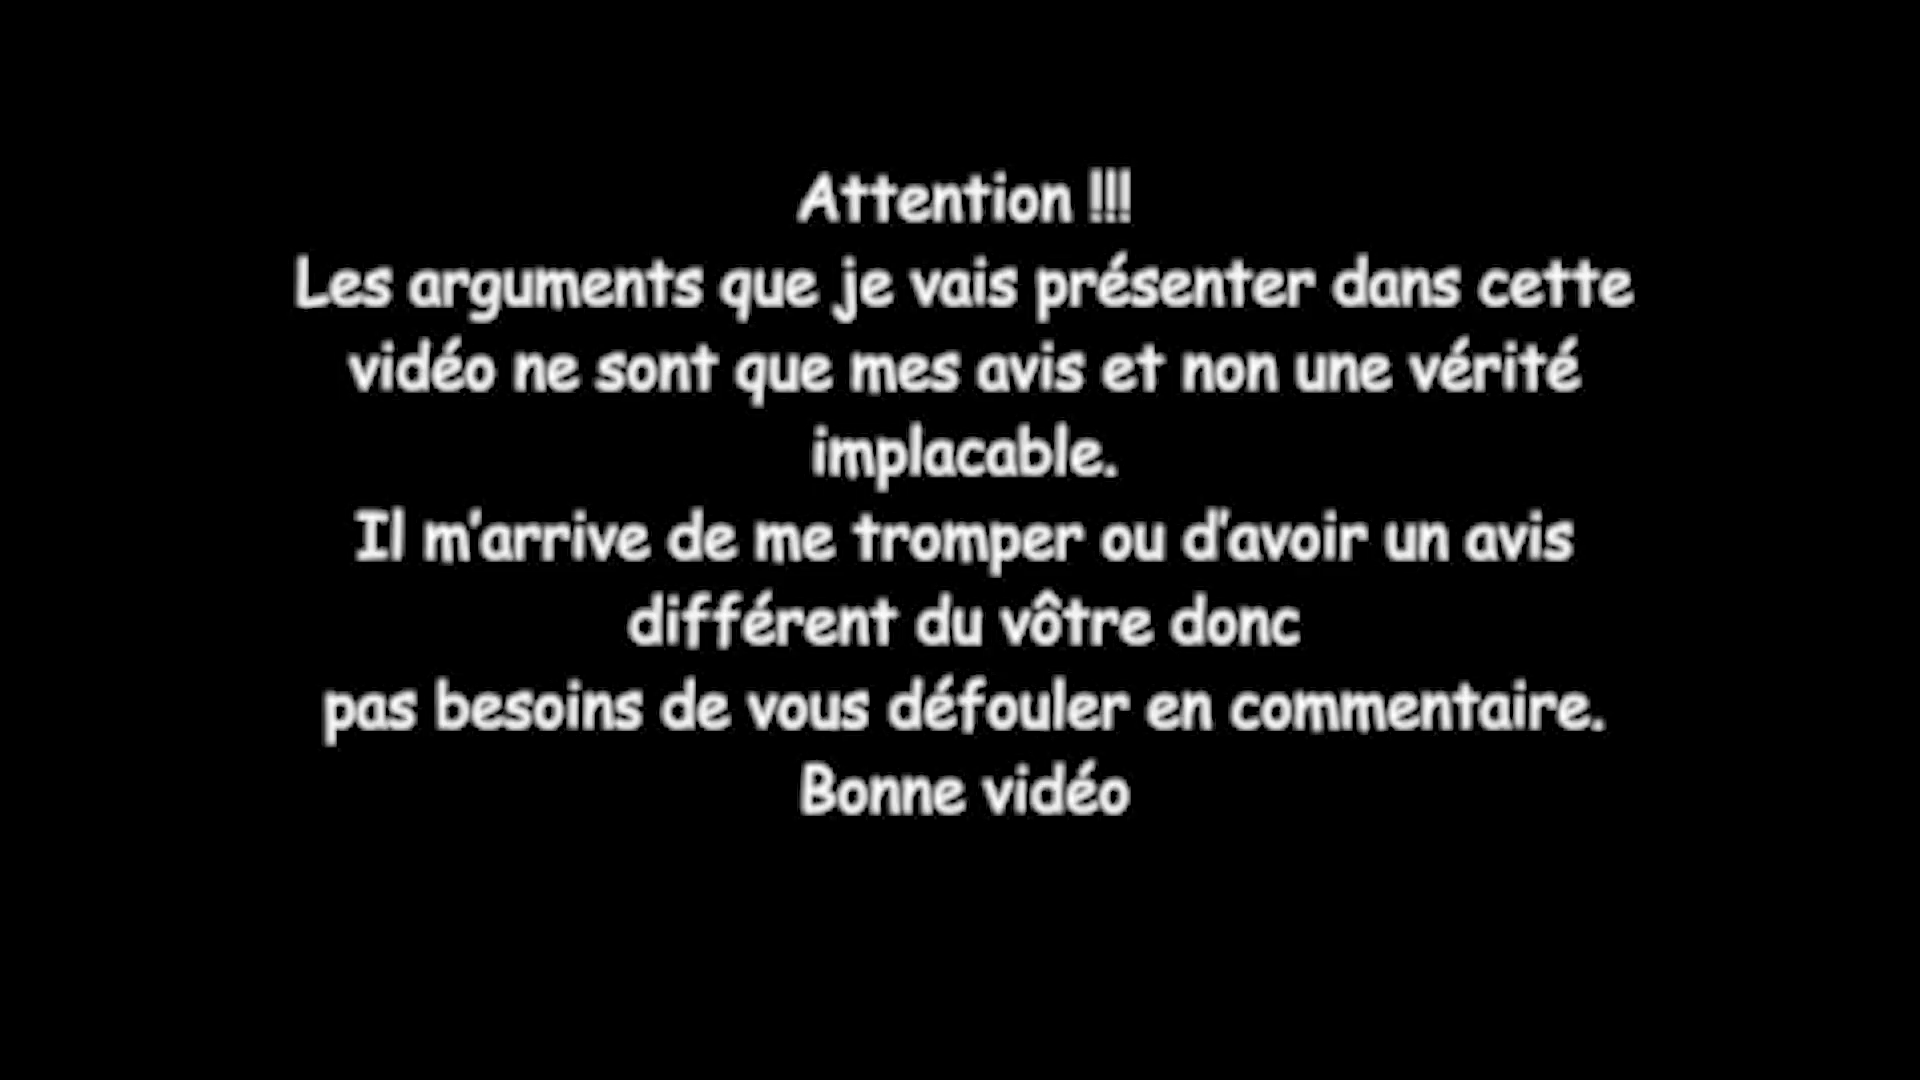 Attention !!!
Les arguments que je vais présenter dans cette
vidéo ne sont que mes avis et non une vérité
implacable.
Il m'arrive de me tromper ou d'avoir un avis
différent du vôtre donc
pas besoins de vous défouler en commentaire.
Bonne vidéo